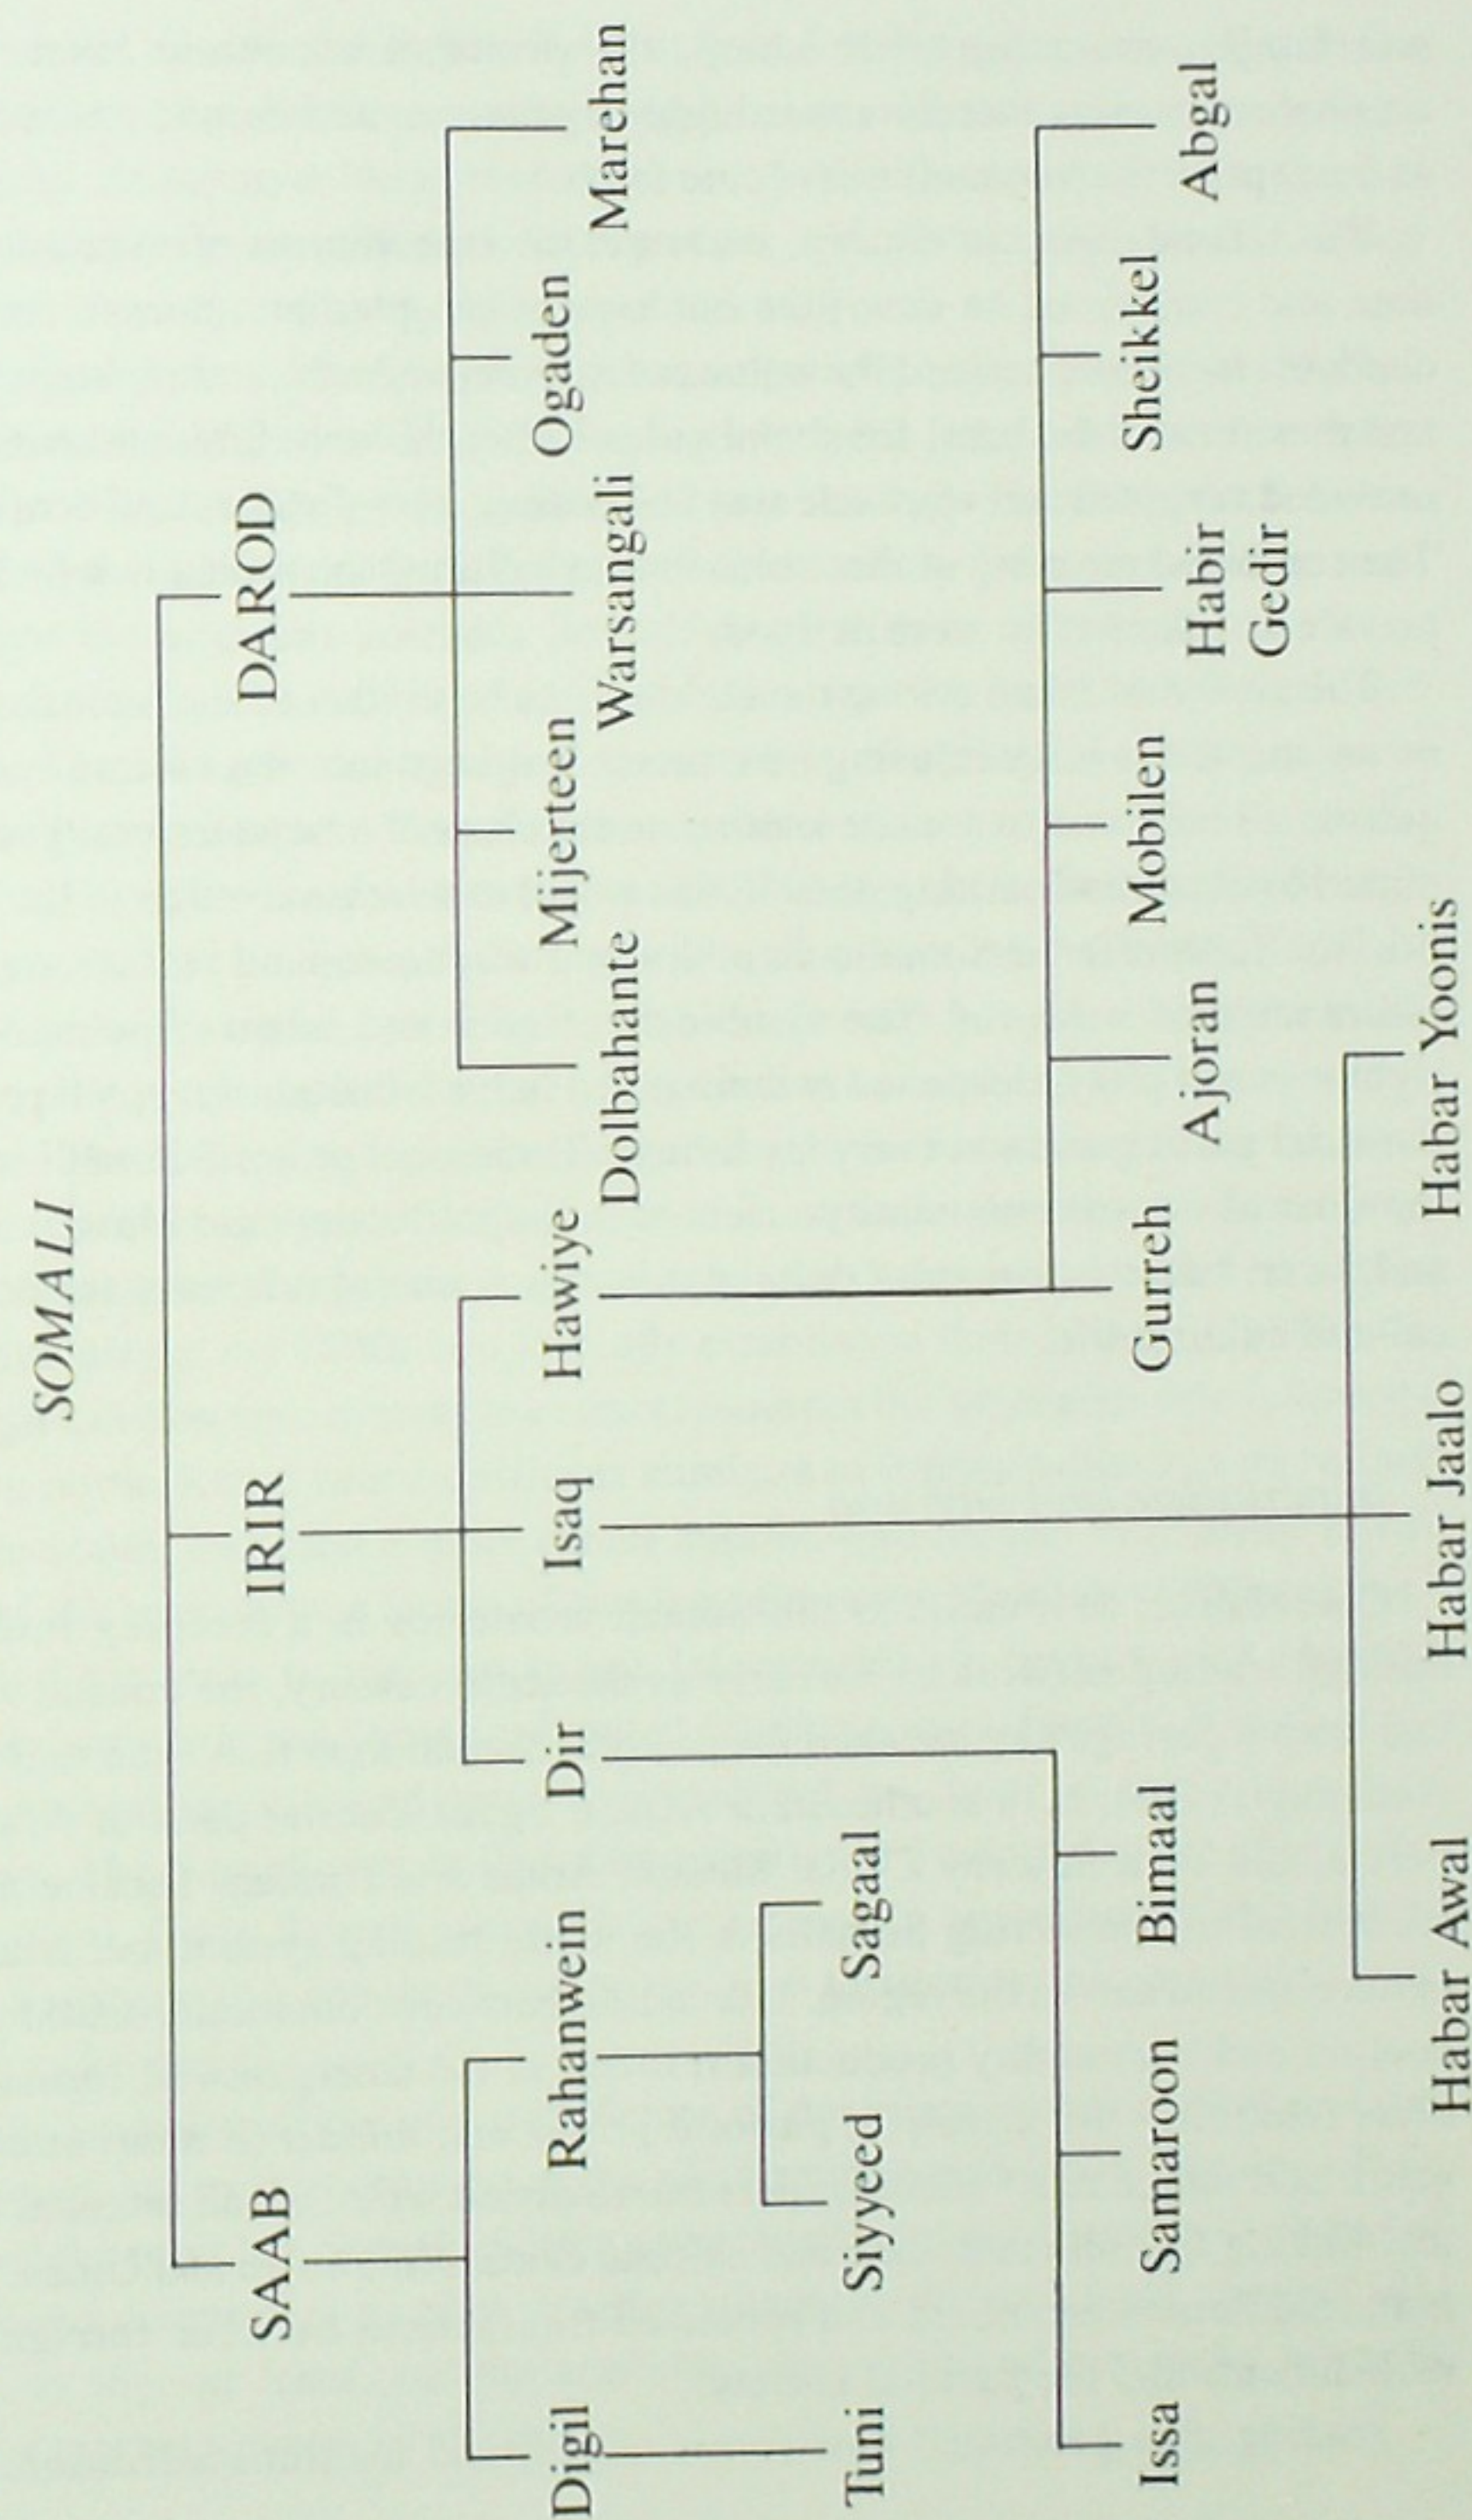 SOMALI
SAAB IRIR DAROD
Digil Rahanwein Dir Isaq Hawiye Mijerteen Ogaden
Dolbahante Warsangali Marehan
Tuni Siyyeed Sagaal
Issa Samaroon Bimaal Gurreh Mobilen Sheikkel
Ajoran Habir Abgal
Gedir
Habar Awal Habar Jaalo Habar Yoonis